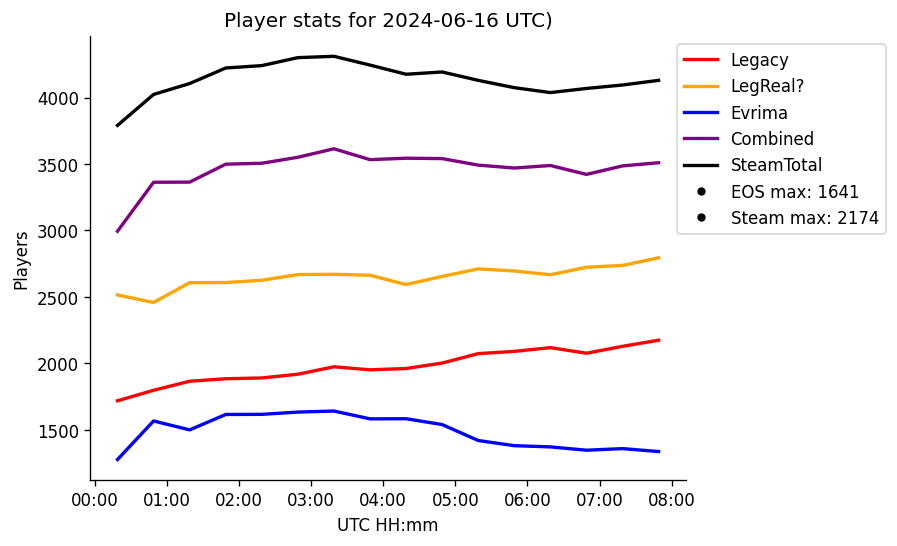 Player stats for 2024-06-16 UTC)
Legacy
LegReal?
Evrima
Combined
SteamTotal
EOS max: 1641
Steam max: 2174
Players
4000
3500
3000
2500
2000
1500
00:00 01:00 02:00 03:00 04:00 05:00 06:00 07:00 08:00
UTC HH:mm